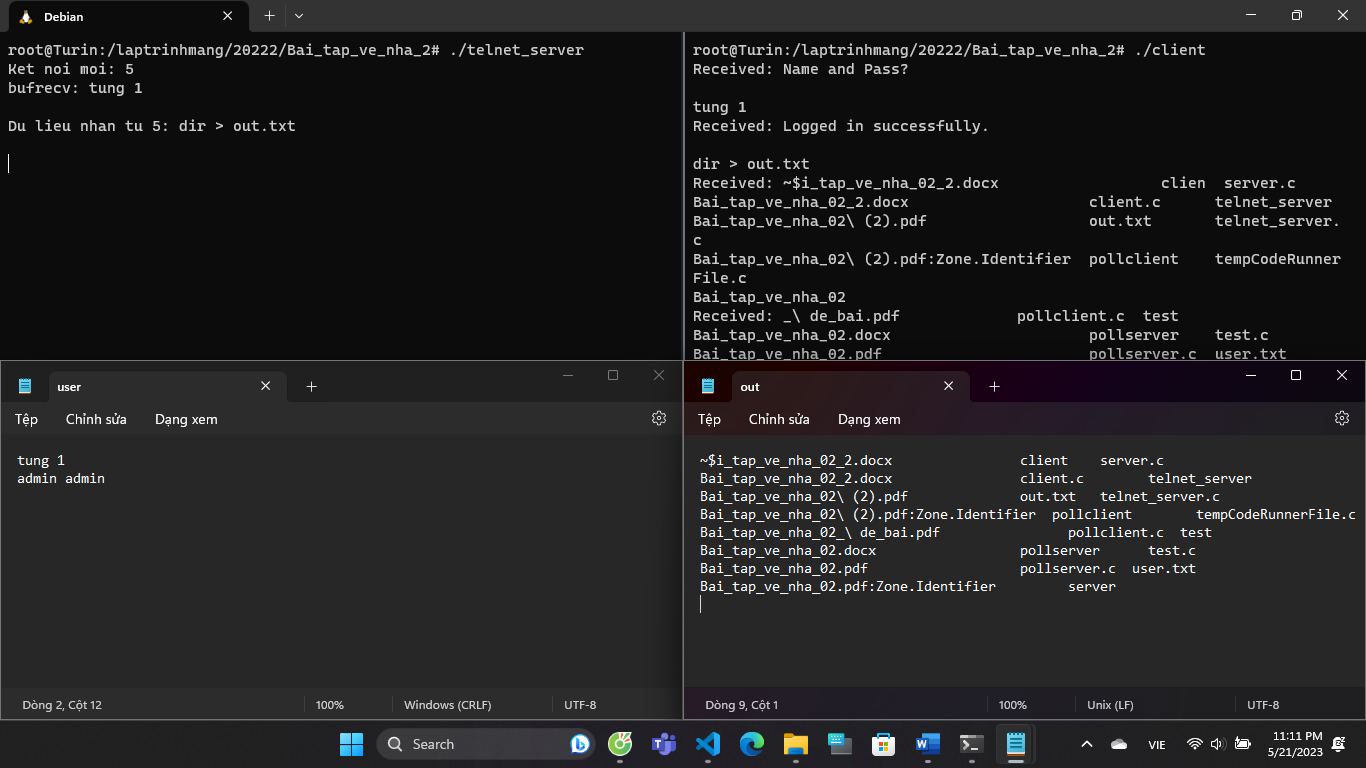 Debian
root@Turin:/laptrinhmang/20222/Bai_tap_ve_nha_2# ./telnet_server
Ket noi moi: 5
bufrecv: tung 1
Du lieu nhan tu 5: dir > out.txt
root@Turin:/laptrinhmang/20222/Bai_tap_ve_nha_2# ./client
Received: Name and Pass?
tung 1
Received: Logged in successfully.
dir > out.txt
Received: ~$i_tap_ve_nha_02_2.docx clien server.c
Bai_tap_ve_nha_02_2.docx client.c telnet_server
Bai_tap_ve_nha_02\ (2).pdf out.txt telnet_server.
c
Bai_tap_ve_nha_02\ (2).pdf:Zone.Identifier pollclient tempCodeRunner
File.c
Bai_tap_ve_nha_02
Received: _\ de_bai.pdf pollclient.c test
Bai_tap_ve_nha_02.docx pollserver test.c
Bai_tap_ve_nha_02.pdf pollserver.c user.txt
user
Tệp Chỉnh sửa Dạng xem
tung 1
admin admin
Dòng 2, Cột 12 100% Windows (CRLF) UTF-8
out
Tệp Chỉnh sửa Dạng xem
~$i_tap_ve_nha_02_2.docx client server.c
Bai_tap_ve_nha_02_2.docx client.c telnet_server
Bai_tap_ve_nha_02\ (2).pdf out.txt telnet_server.c
Bai_tap_ve_nha_02\ (2).pdf:Zone.Identifier pollclient tempCodeRunnerFile.c
Bai_tap_ve_nha_02_\ de_bai.pdf pollclient.c test
Bai_tap_ve_nha_02.docx pollserver test.c
Bai_tap_ve_nha_02.pdf pollserver.c user.txt
Bai_tap_ve_nha_02.pdf:Zone.Identifier server
Dòng 9, Cột 1 100% Unix (LF) UTF-8
Search
VIE
11:11 PM
5/21/2023